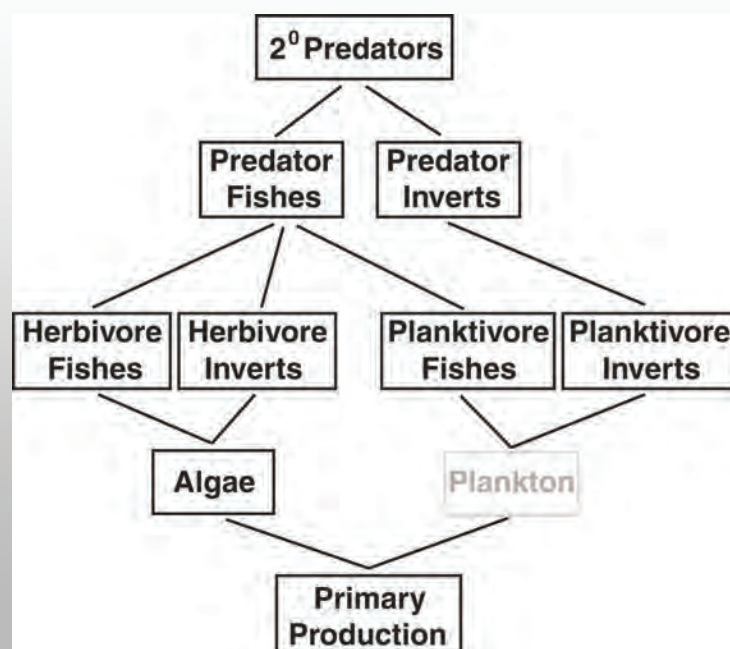 2⁰ Predators
Predator
Fishes
Predator
Inverts
Herbivore
Fishes
Herbivore
Inverts
Planktivore
Fishes
Planktivore
Inverts
Algae
Plankton
Primary
Production